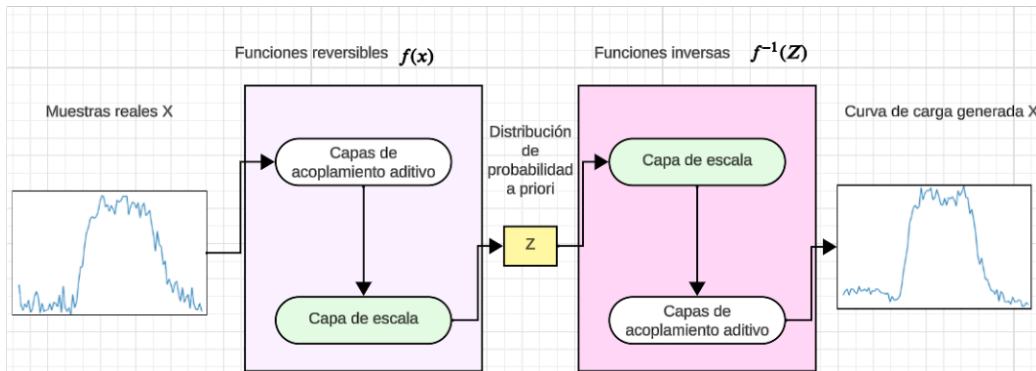 Funciones reversibles f(x)
Funciones inversas f⁻¹(Z)
Muestras reales X
Capas de
acoplamiento aditivo
Capa de escala
Distribución
de
probabilidad
a priori
Z
Capa de escala
Capas de
acoplamiento aditivo
Curva de carga generada X